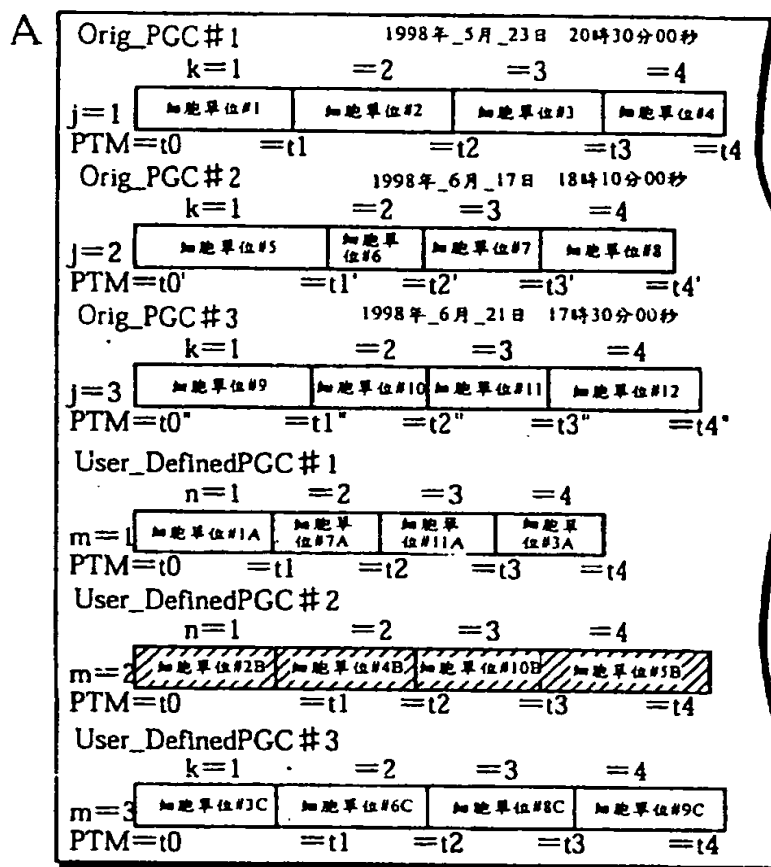 A
Orig_PGC#1 1998年_5月_23日 20時30分00秒
k=1 =2 =3 =4
j=1 細胞單位#1 細胞單位#2 細胞單位#3 細胞單位#4
PTM=t0 =t1 =t2 =t3 =t4
Orig_PGC#2 1998年_6月_17日 18時10分00秒
k=1 =2 =3 =4
j=2 細胞單位#5 細胞單位#6 細胞單位#7 細胞單位#8
PTM=t0' =t1' =t2' =t3' =t4'
Orig_PGC#3 1998年_6月_21日 17時30分00秒
k=1 =2 =3 =4
j=3 細胞單位#9 細胞單位#10 細胞單位#11 細胞單位#12
PTM=t0" =t1" =t2" =t3" =t4"
User_DefinedPGC#1
n=1 =2 =3 =4
m=1 細胞單位#1A 細胞單位#7A 細胞單位#11A 細胞單位#3A
PTM=t0 =t1 =t2 =t3 =t4
User_DefinedPGC#2
n=1 =2 =3 =4
m=2 細胞單位#2B 細胞單位#4B 細胞單位#10B 細胞單位#5B
PTM=t0 =t1 =t2 =t3 =t4
User_DefinedPGC#3
k=1 =2 =3 =4
m=3 細胞單位#3C 細胞單位#6C 細胞單位#8C 細胞單位#9C
PTM=t0 =t1 =t2 =t3 =t4